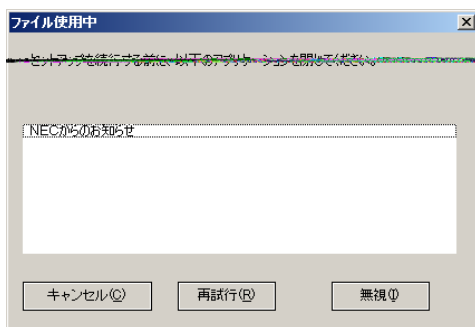 ファイル使用中
セットアップを続行する前に、以下のアプリケーションを閉じてください。
NECからのお知らせ
キャンセル(C)
再試行(R)
無視(I)